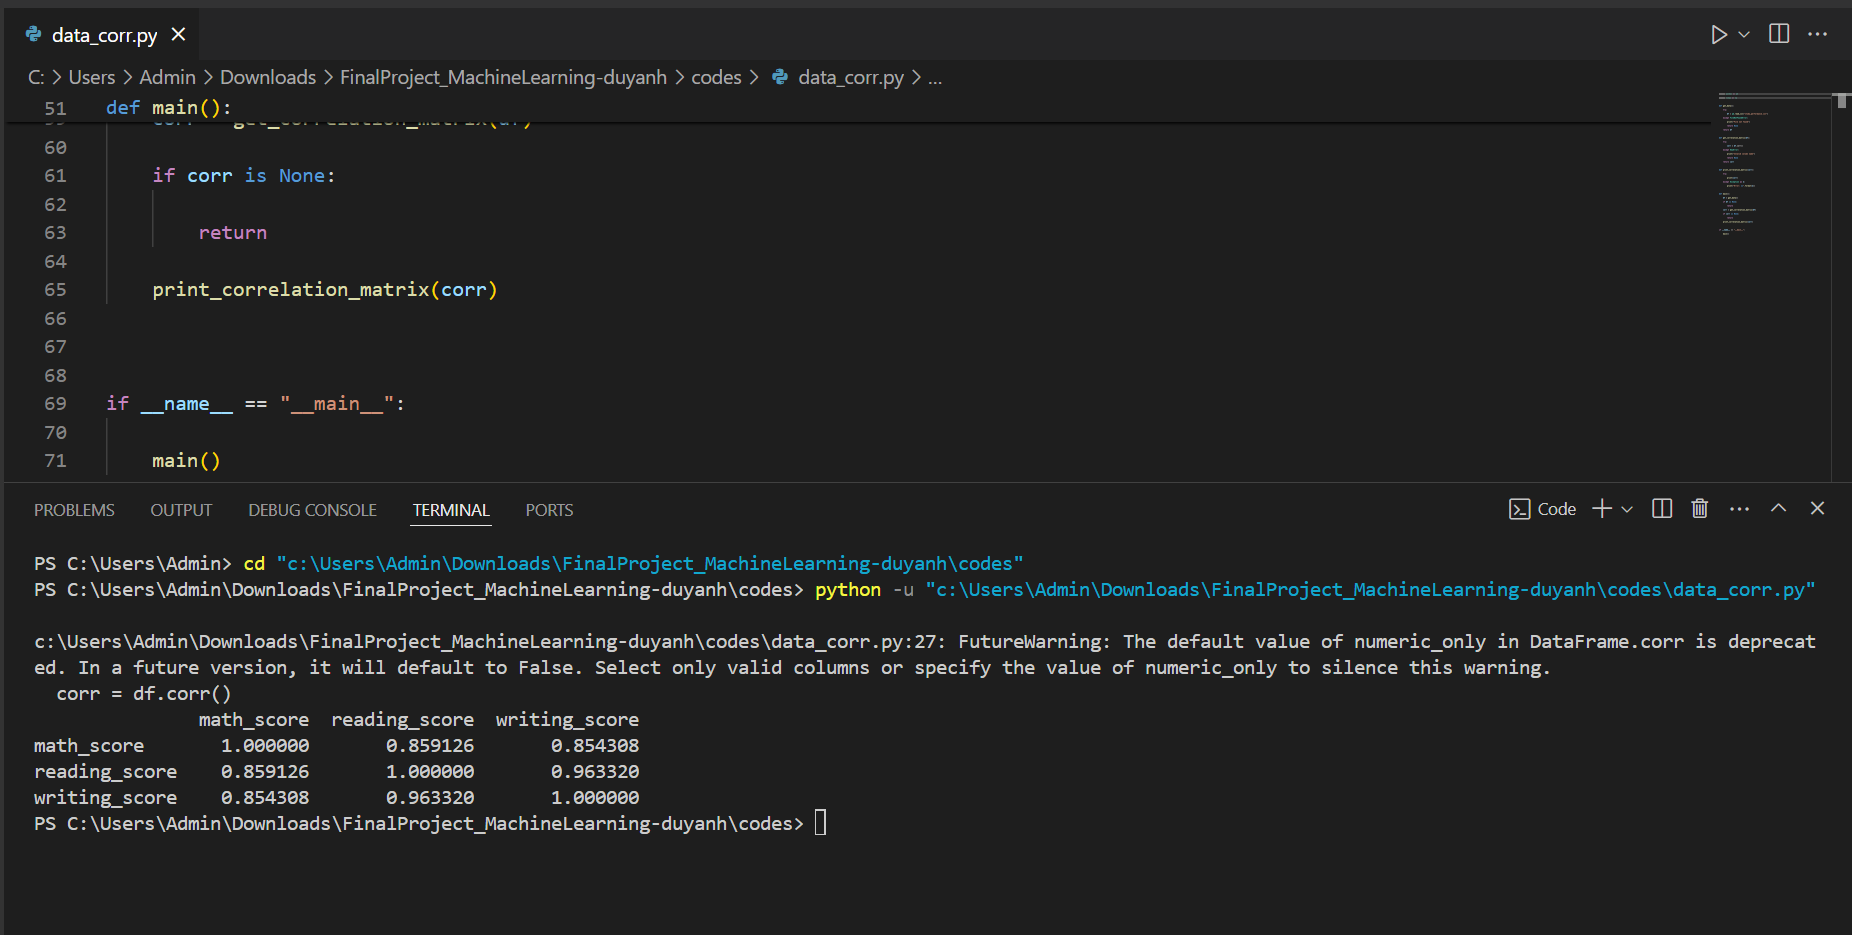 data_corr.py
C: > Users > Admin > Downloads > FinalProject_MachineLearning-duyanh > codes > data_corr.py > ...
51 def main():
60
61 if corr is None:
62
63 return
64
65 print_correlation_matrix(corr)
66
67
68
69 if __name__ == "__main__":
70
71 main()
PROBLEMS OUTPUT DEBUG CONSOLE TERMINAL PORTS Code
PS C:\Users\Admin> cd "c:\Users\Admin\Downloads\FinalProject_MachineLearning-duyanh\codes"
PS C:\Users\Admin\Downloads\FinalProject_MachineLearning-duyanh\codes> python -u "c:\Users\Admin\Downloads\FinalProject_MachineLearning-duyanh\codes\data_corr.py"
c:\Users\Admin\Downloads\FinalProject_MachineLearning-duyanh\codes\data_corr.py:27: FutureWarning: The default value of numeric_only in DataFrame.corr is deprecat
ed. In a future version, it will default to False. Select only valid columns or specify the value of numeric_only to silence this warning.
corr = df.corr()
math_score reading_score writing_score
math_score 1.000000 0.859126 0.854308
reading_score 0.859126 1.000000 0.963320
writing_score 0.854308 0.963320 1.000000
PS C:\Users\Admin\Downloads\FinalProject_MachineLearning-duyanh\codes>